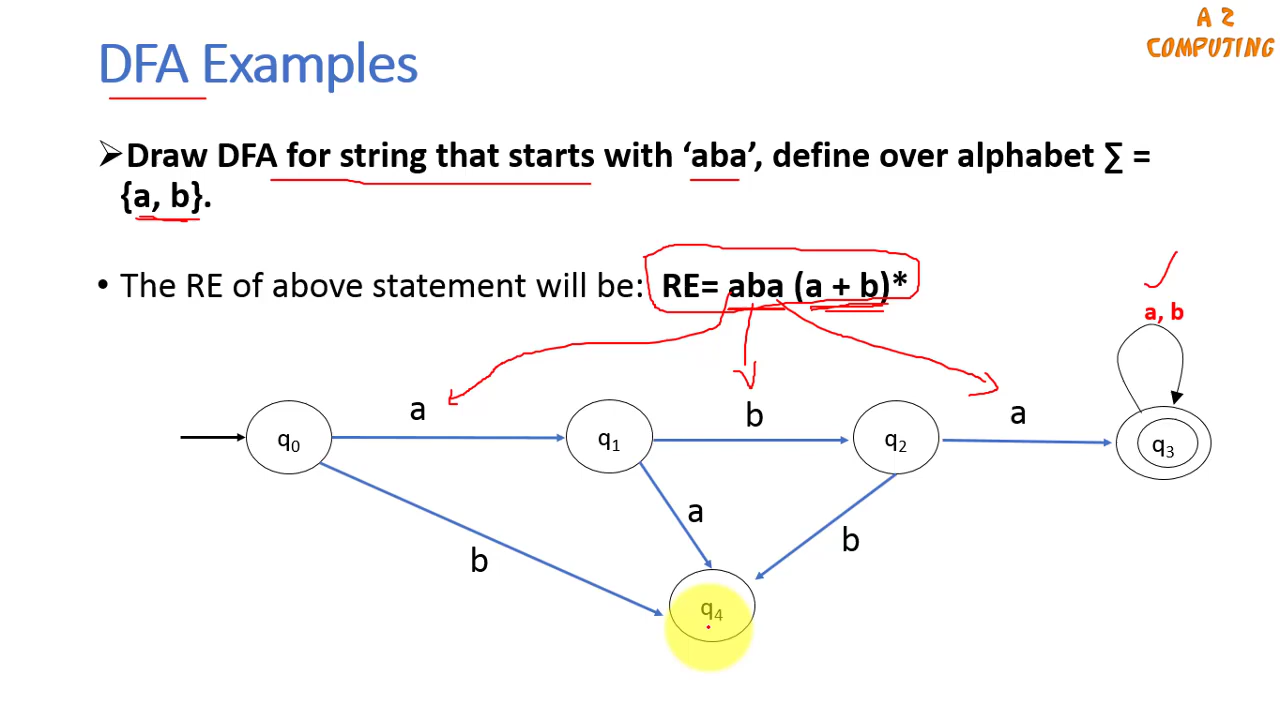 A Z
COMPUTING
DFA Examples
➢Draw DFA for string that starts with ‘aba’, define over alphabet ∑ =
{a, b}.
• The RE of above statement will be: RE= aba (a + b)*
a, b
a
b
a
q0
q1
q2
q3
a
b
b
q4